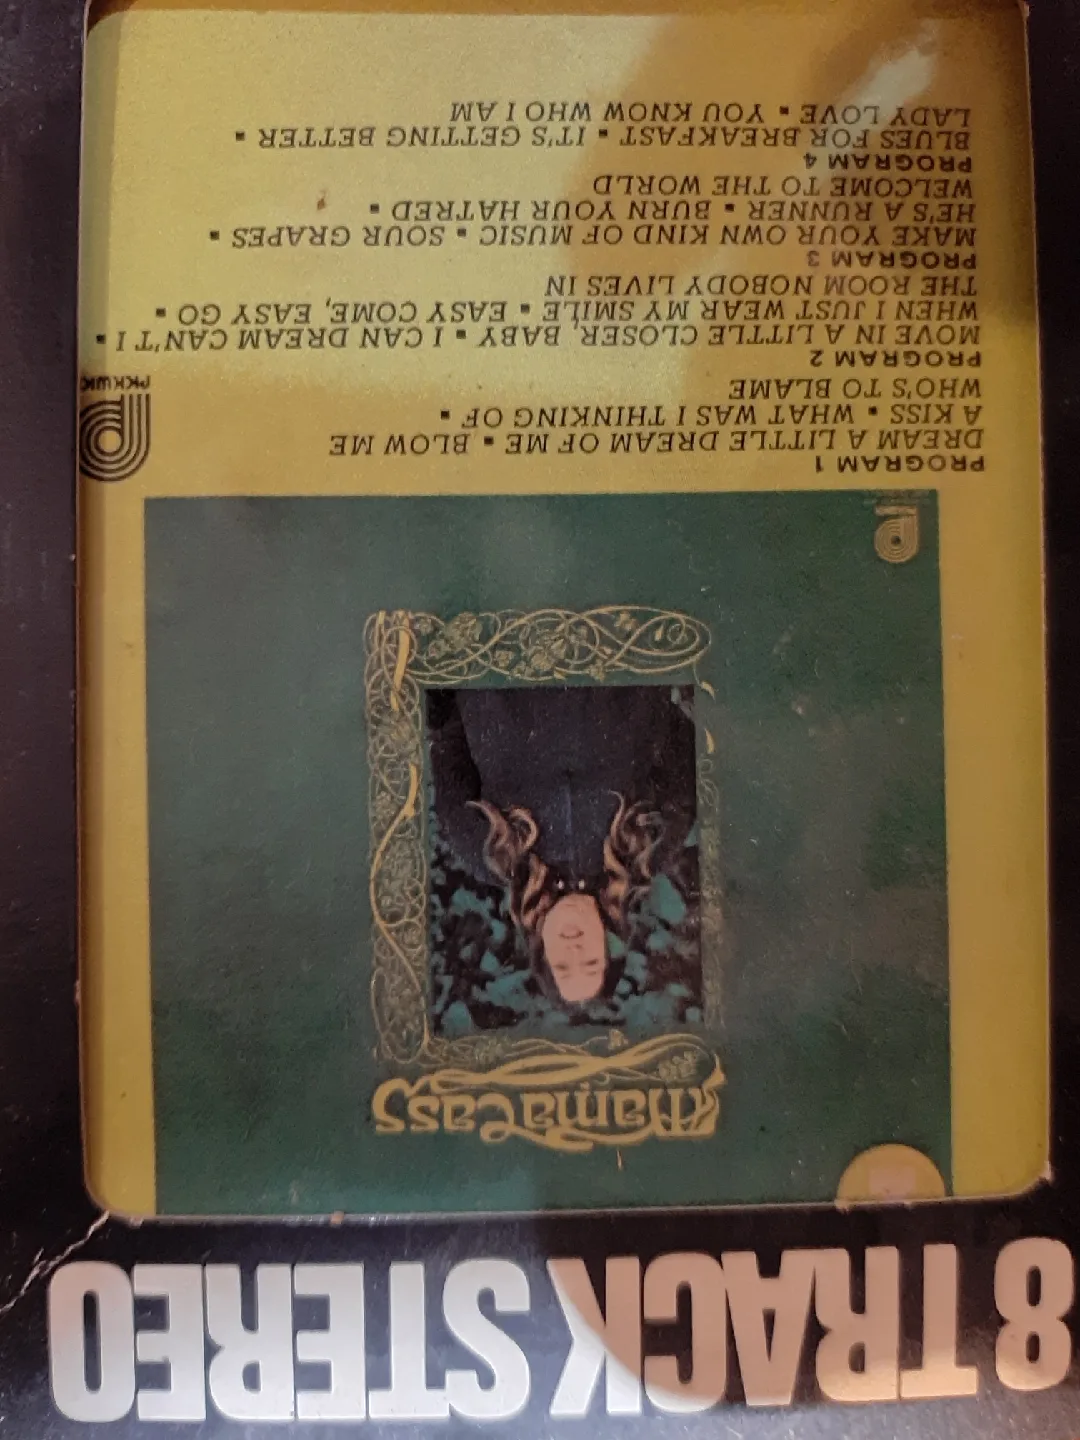 8 TRACK STEREO
Mama Cass
PROGRAM 1
DREAM A LITTLE DREAM OF ME ▪ BLOW ME
A KISS ▪ WHAT WAS I THINKING OF ▪
WHO'S TO BLAME
PROGRAM 2
MOVE IN A LITTLE CLOSER, BABY ▪ I CAN DREAM CAN'T I ▪
WHEN I JUST WEAR MY SMILE ▪ EASY COME, EASY GO ▪
THE ROOM NOBODY LIVES IN
PROGRAM 3
MAKE YOUR OWN KIND OF MUSIC ▪ SOUR GRAPES ▪
HE'S A RUNNER ▪ BURN YOUR HATRED ▪
WELCOME TO THE WORLD
PROGRAM 4
BLUES FOR BREAKFAST ▪ IT'S GETTING BETTER ▪
LADY LOVE ▪ YOU KNOW WHO I AM